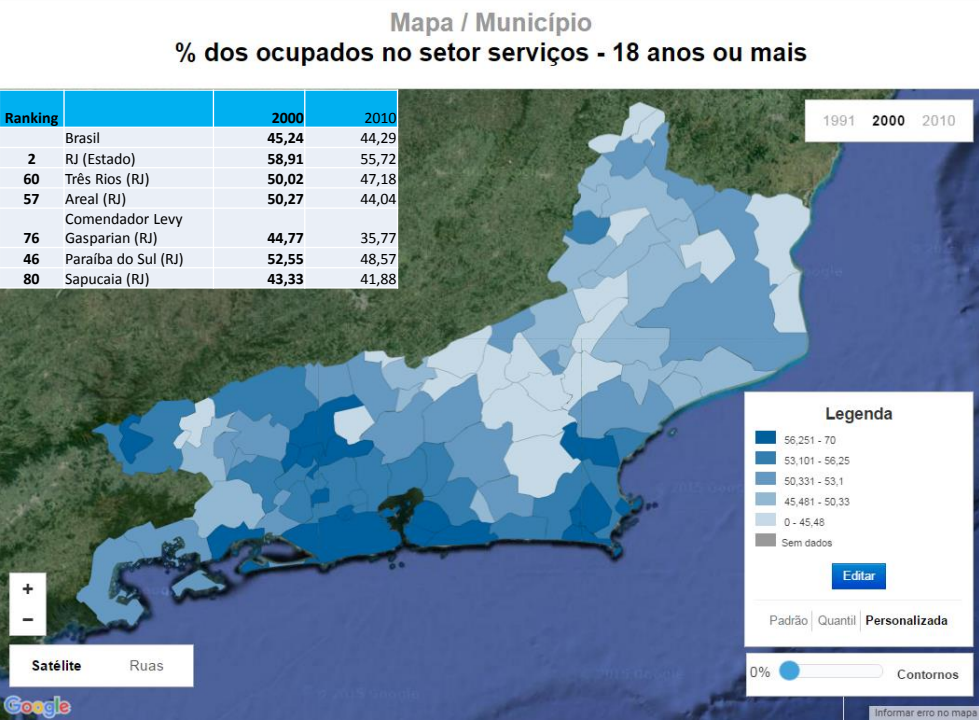 Mapa / Município
% dos ocupados no setor serviços - 18 anos ou mais
Ranking 2000 2010
Brasil 45,24 44,29
2 RJ (Estado) 58,91 55,72
60 Três Rios (RJ) 50,02 47,18
57 Areal (RJ) 50,27 44,04
Comendador Levy
76 Gasparian (RJ) 44,77 35,77
46 Paraíba do Sul (RJ) 52,55 48,57
80 Sapucaia (RJ) 43,33 41,88
1991 2000 2010
Legenda
56,251 - 70
53,101 - 56,25
50,331 - 53,1
45,481 - 50,33
0 - 45,48
Sem dados
Editar
Padrão Quantil Personalizada
0% Contornos
+
−
Satélite Ruas
Google
Informar erro no mapa